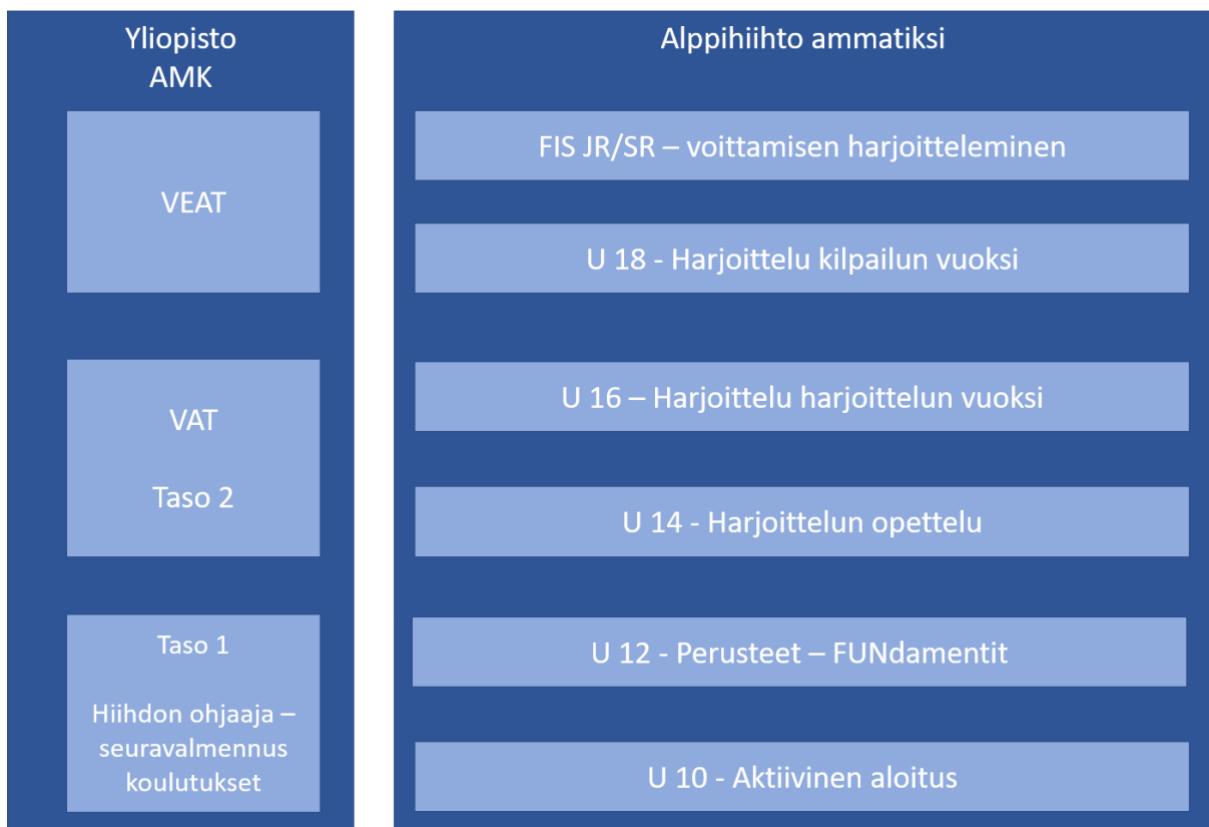 Yliopisto
AMK
VEAT
VAT
Taso 2
Taso 1
Hiihdon ohjaaja –
seuravalmennus
koulutukset
Alppihiihto ammatiksi
FIS JR/SR – voittamisen harjoitteleminen
U 18 - Harjoittelu kilpailun vuoksi
U 16 – Harjoittelu harjoittelun vuoksi
U 14 - Harjoittelun opettelu
U 12 - Perusteet – FUNdamentit
U 10 - Aktiivinen aloitus